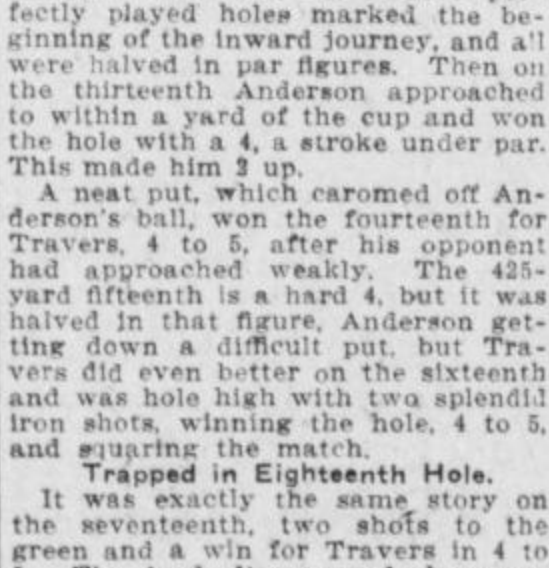 fectly played holes marked the be-
ginning of the inward journey, and all
were halved in par figures. Then on
the thirteenth Anderson approached
to within a yard of the cup and won
the hole with a 4, a stroke under par.
This made him 2 up.
A neat put, which caromed off An-
derson's ball, won the fourteenth for
Travers, 4 to 5, after his opponent
had approached weakly. The 425-
yard fifteenth is a hard 4, but it was
halved in that figure, Anderson get-
ting down a difficult put, but Tra-
vers did even better on the sixteenth
and was hole high with two splendid
iron shots, winning the hole, 4 to 5,
and squaring the match.
Trapped in Eighteenth Hole.
It was exactly the same story on
the seventeenth, two shots to the
green and a win for Travers in 4 to